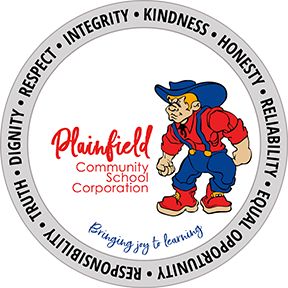 INTEGRITY • KINDNESS • HONESTY • RELIABILITY • EQUAL OPPORTUNITY • RESPONSIBILITY • TRUTH • DIGNITY • RESPECT •
Plainfield
Community
School
Corporation
Bringing joy to learning